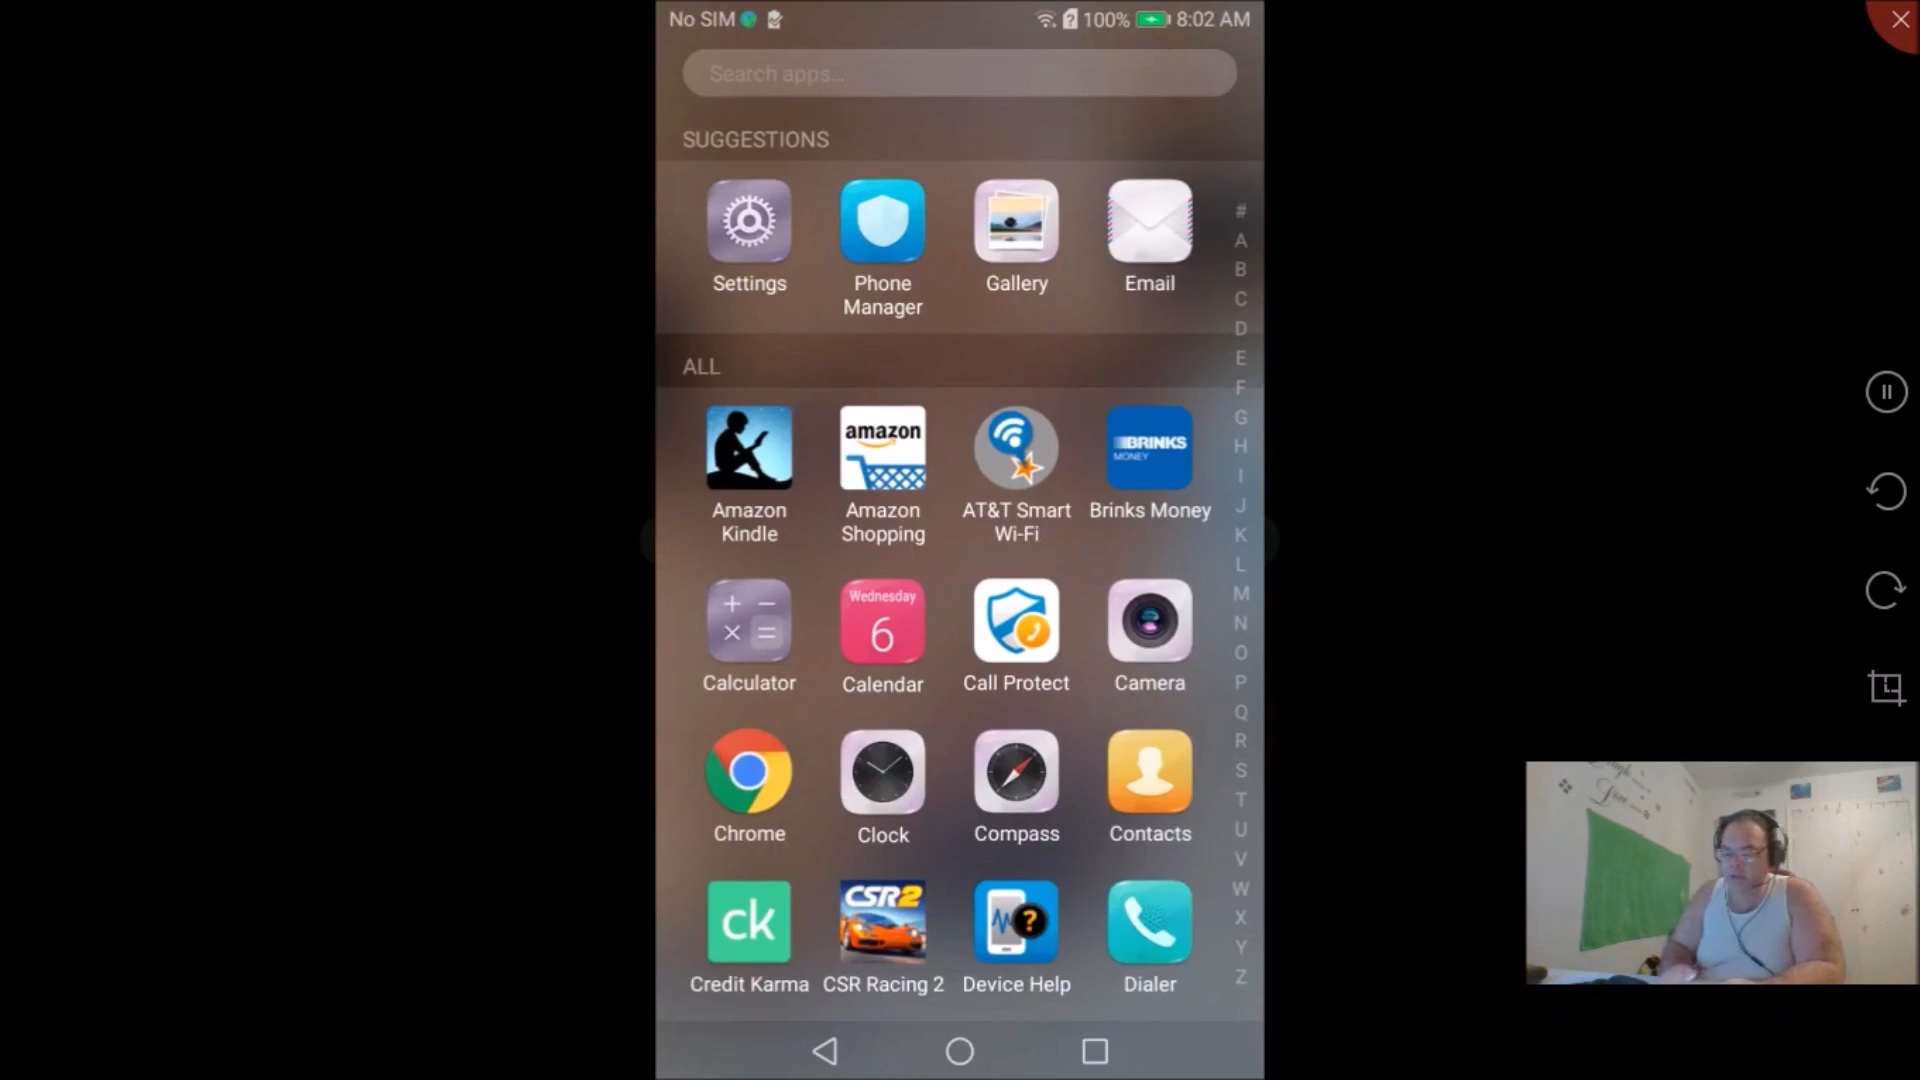 No SIM
100%
8:02 AM
Search apps...
SUGGESTIONS
Settings
Phone
Manager
Gallery
Email
ALL
amazon
BRINKS
MONEY
Amazon
Kindle
Amazon
Shopping
AT&T Smart
Wi-Fi
Brinks Money
Wednesday
6
Calculator
Calendar
Call Protect
Camera
Chrome
Clock
Compass
Contacts
ck
CSR2
?
Credit Karma
CSR Racing 2
Device Help
Dialer
#
A
B
C
D
E
F
G
H
I
J
K
L
M
N
O
P
Q
R
S
T
U
V
W
X
Y
Z
Love